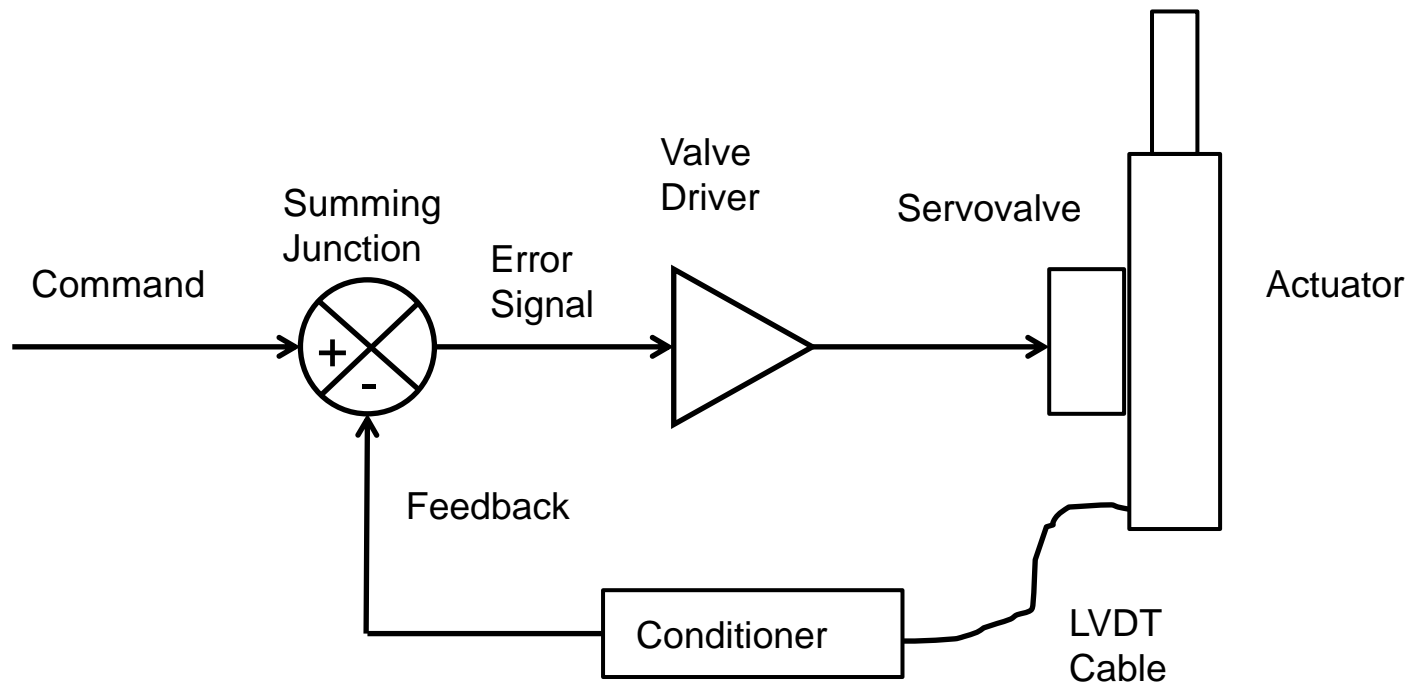 Valve
Driver
Summing
Junction
Servovalve
Error
Signal
Command
Actuator
+
-
Feedback
Conditioner
LVDT
Cable